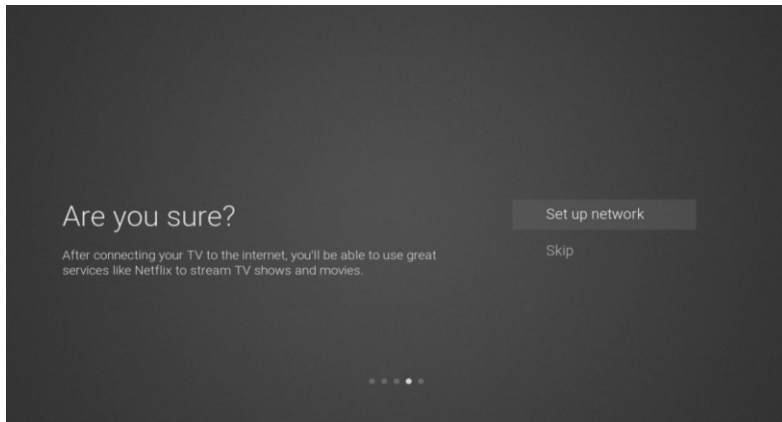 Are you sure?
After connecting your TV to the internet, you'll be able to use great
services like Netflix to stream TV shows and movies.
Set up network
Skip